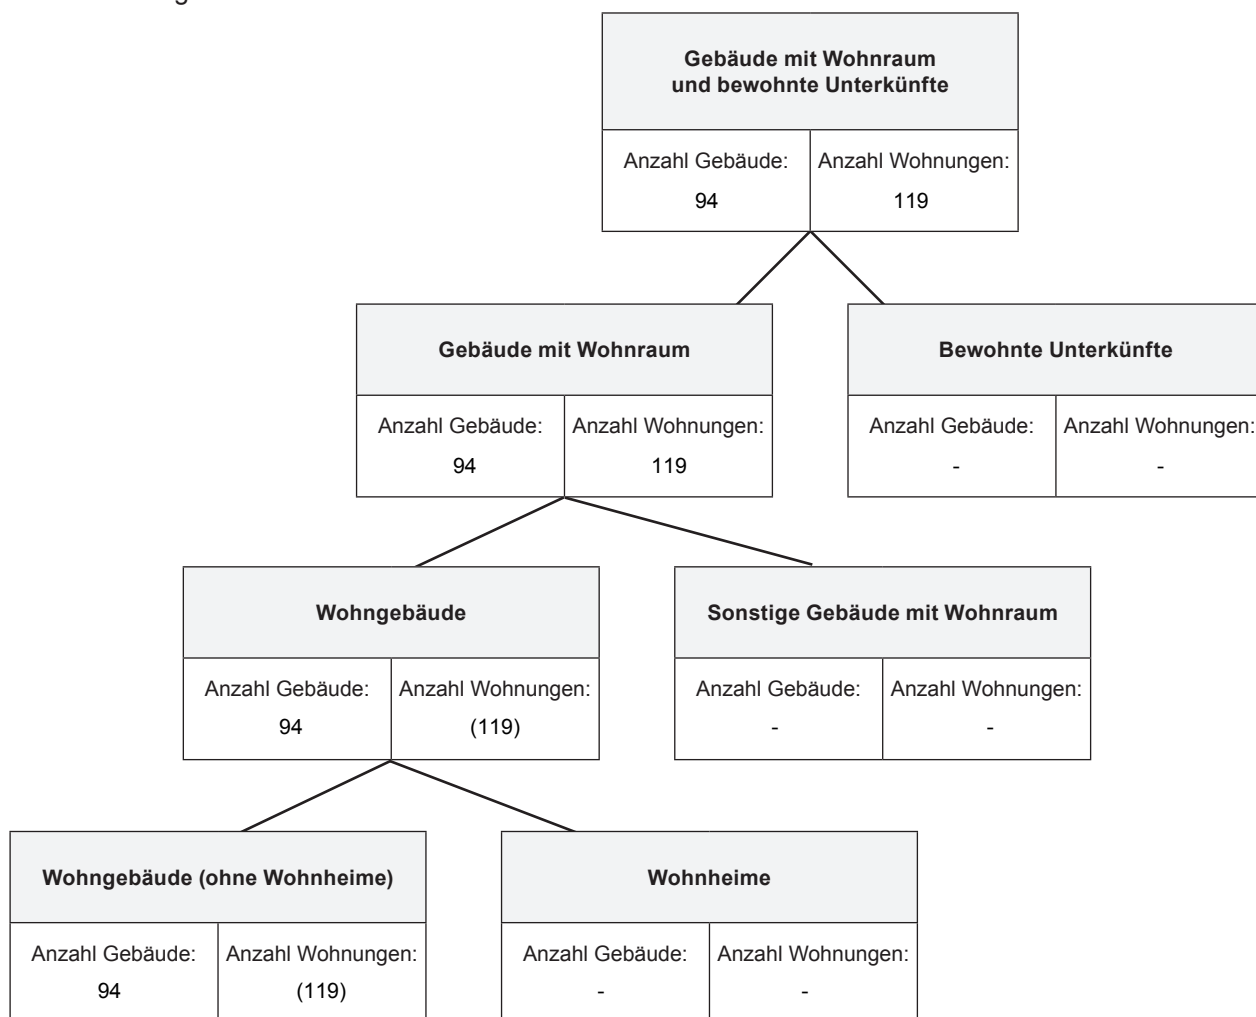 Gebäude mit Wohnraum
und bewohnte Unterkünfte
Anzahl Gebäude: Anzahl Wohnungen:
94 119
Gebäude mit Wohnraum
Anzahl Gebäude: Anzahl Wohnungen:
94 119
Bewohnte Unterkünfte
Anzahl Gebäude: Anzahl Wohnungen:
- -
Wohngebäude
Anzahl Gebäude: Anzahl Wohnungen:
94 (119)
Sonstige Gebäude mit Wohnraum
Anzahl Gebäude: Anzahl Wohnungen:
- -
Wohngebäude (ohne Wohnheime)
Anzahl Gebäude: Anzahl Wohnungen:
94 (119)
Wohnheime
Anzahl Gebäude: Anzahl Wohnungen:
- -